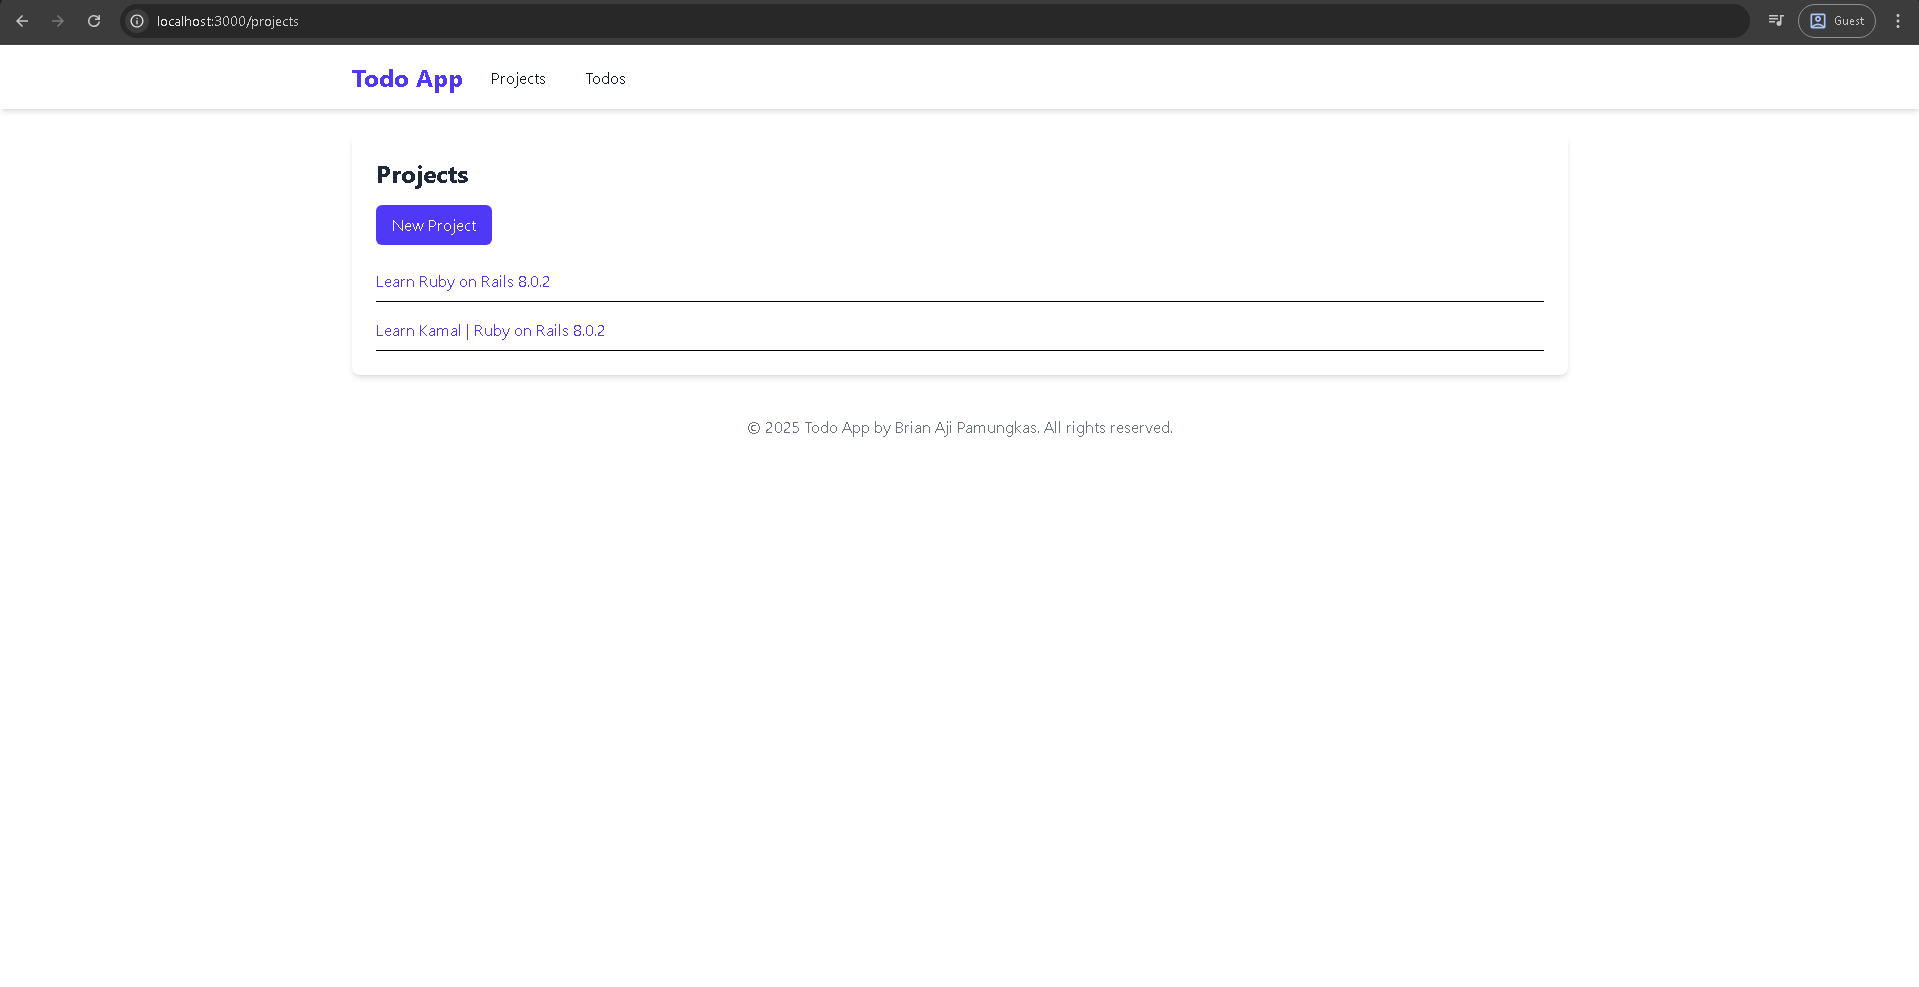 localhost:3000/projects
Guest
Todo App Projects Todos
Projects
New Project
Learn Ruby on Rails 8.0.2
Learn Kamal | Ruby on Rails 8.0.2
© 2025 Todo App by Brian Aji Pamungkas. All rights reserved.